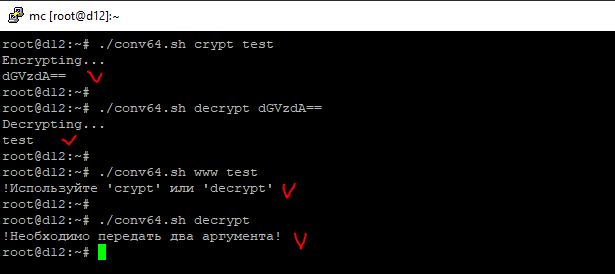 mc [root@d12]:~
root@d12:~# ./conv64.sh crypt test
Encrypting...
dGVzdA==
root@d12:~#
root@d12:~# ./conv64.sh decrypt dGVzdA==
Decrypting...
test
root@d12:~#
root@d12:~# ./conv64.sh www test
!Используйте 'crypt' или 'decrypt'
root@d12:~#
root@d12:~# ./conv64.sh decrypt
!Необходимо передать два аргумента!
root@d12:~#